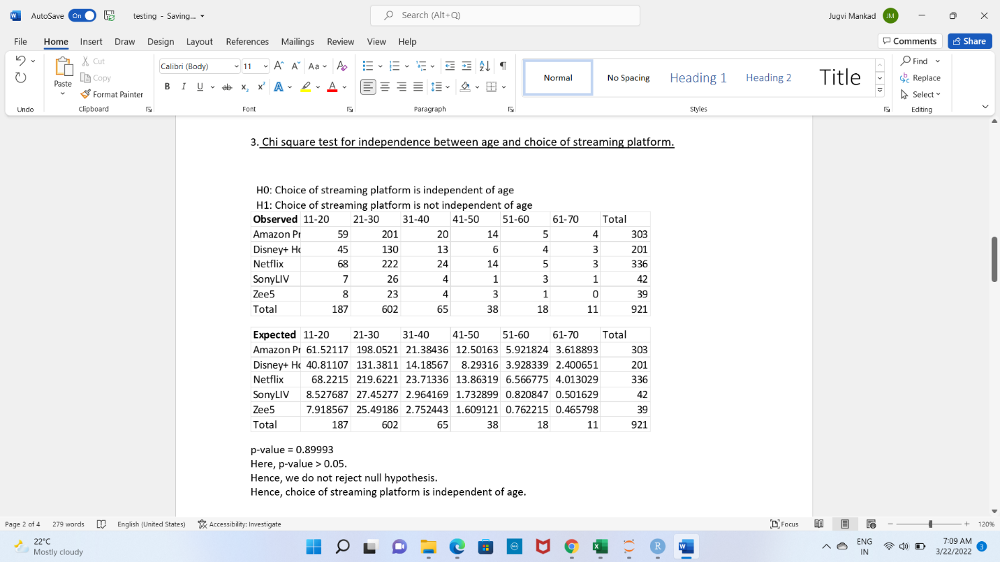 AutoSave On testing - Saving... Search (Alt+Q) Jugvi Mankad JM
File Home Insert Draw Design Layout References Mailings Review View Help Comments Share
Paste Cut Copy Format Painter
Calibri (Body) 11 Aa
B I U ab x₂ x² A A
Normal No Spacing Heading 1 Heading 2 Title
Find Replace Select
Undo Clipboard Font Paragraph Styles Editing
3. Chi square test for independence between age and choice of streaming platform.
H0: Choice of streaming platform is independent of age
H1: Choice of streaming platform is not independent of age
Observed 11-20 21-30 31-40 41-50 51-60 61-70 Total
Amazon Pr 59 201 20 14 5 4 303
Disney+ Ho 45 130 13 6 4 3 201
Netflix 68 222 24 14 5 3 336
SonyLIV 7 26 4 1 3 1 42
Zee5 8 23 4 3 1 0 39
Total 187 602 65 38 18 11 921
Expected 11-20 21-30 31-40 41-50 51-60 61-70 Total
Amazon Pr 61.52117 198.0521 21.38436 12.50163 5.921824 3.618893 303
Disney+ Ho 40.81107 131.3811 14.18567 8.29316 3.928339 2.400651 201
Netflix 68.2215 219.6221 23.71336 13.86319 6.566775 4.013029 336
SonyLIV 8.527687 27.45277 2.964169 1.732899 0.820847 0.501629 42
Zee5 7.918567 25.49186 2.752443 1.609121 0.762215 0.465798 39
Total 187 602 65 38 18 11 921
p-value = 0.89993
Here, p-value > 0.05.
Hence, we do not reject null hypothesis.
Hence, choice of streaming platform is independent of age.
Page 2 of 4 279 words English (United States) Accessibility: Investigate Focus 120%
22°C
Mostly cloudy
ENG
IN
7:09 AM
3/22/2022
3